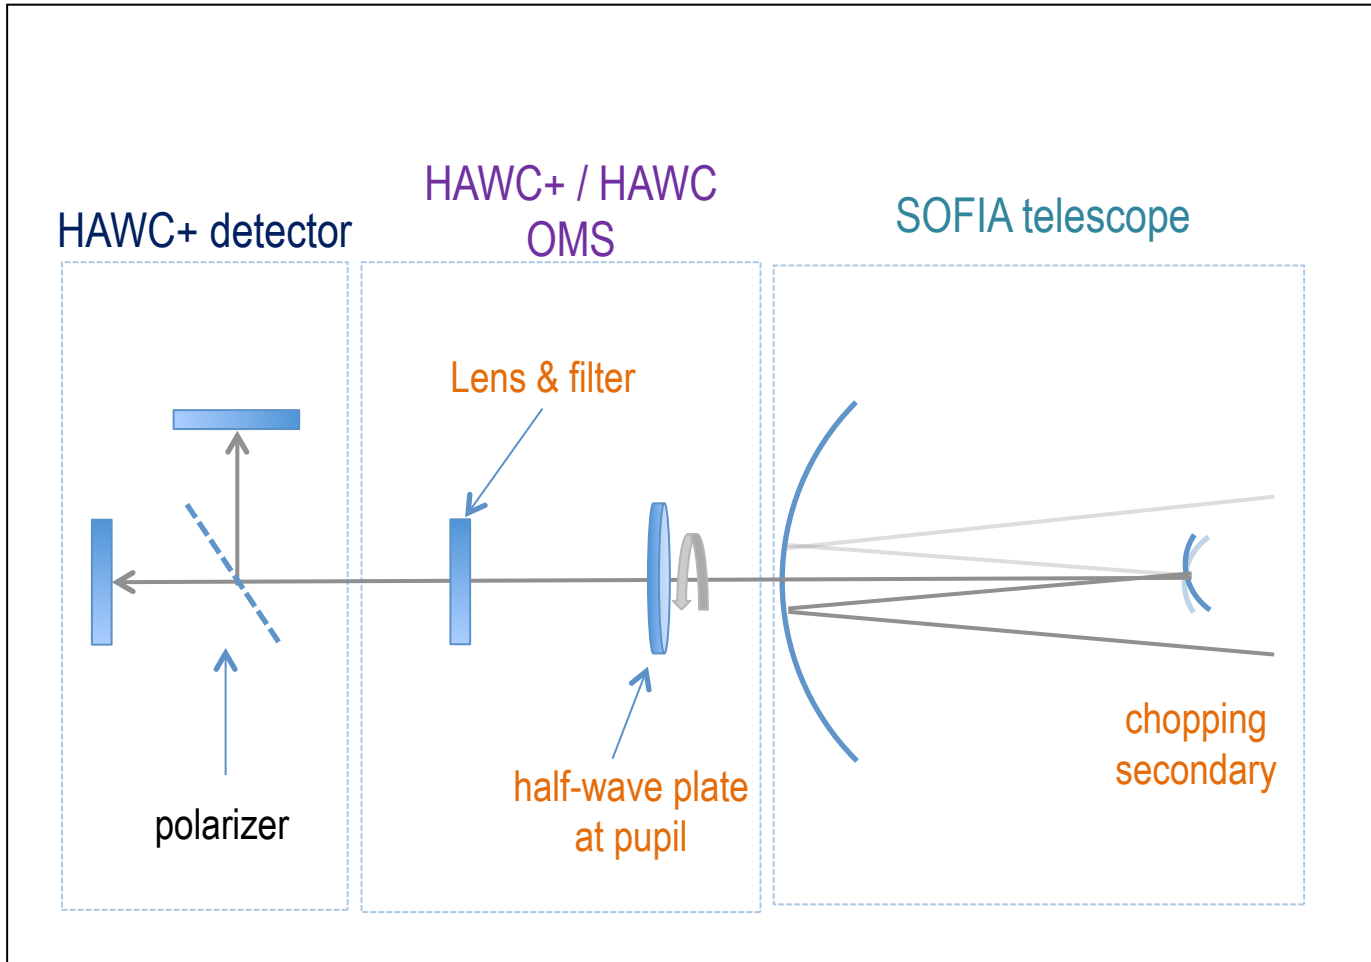 HAWC+ detector
HAWC+ / HAWC
OMS
SOFIA telescope
Lens & filter
polarizer
half-wave plate
at pupil
chopping
secondary